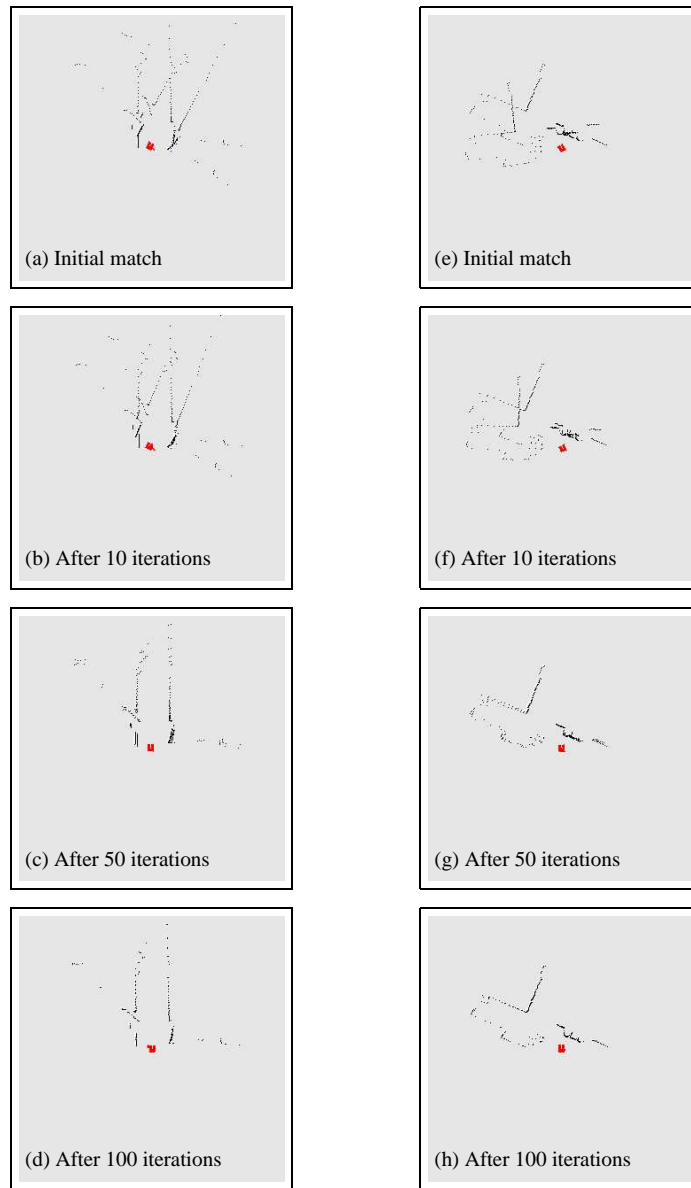 (a) Initial match
(e) Initial match
(b) After 10 iterations
(f) After 10 iterations
(c) After 50 iterations
(g) After 50 iterations
(d) After 100 iterations
(h) After 100 iterations